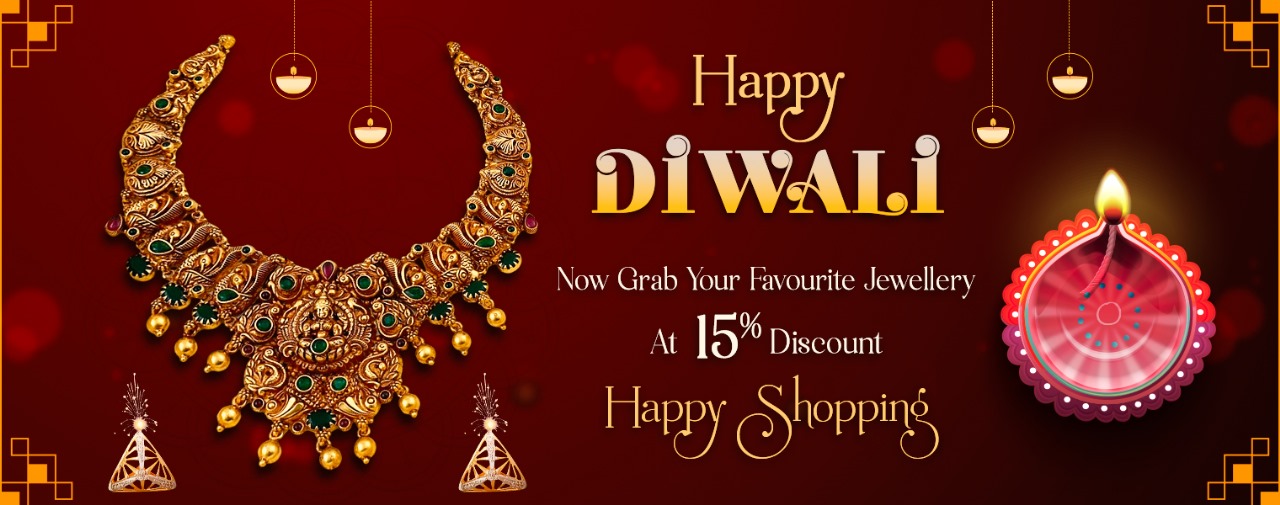 Happy
DIWALI
Now Grab Your Favourite Jewellery
At 15% Discount
Happy Shopping